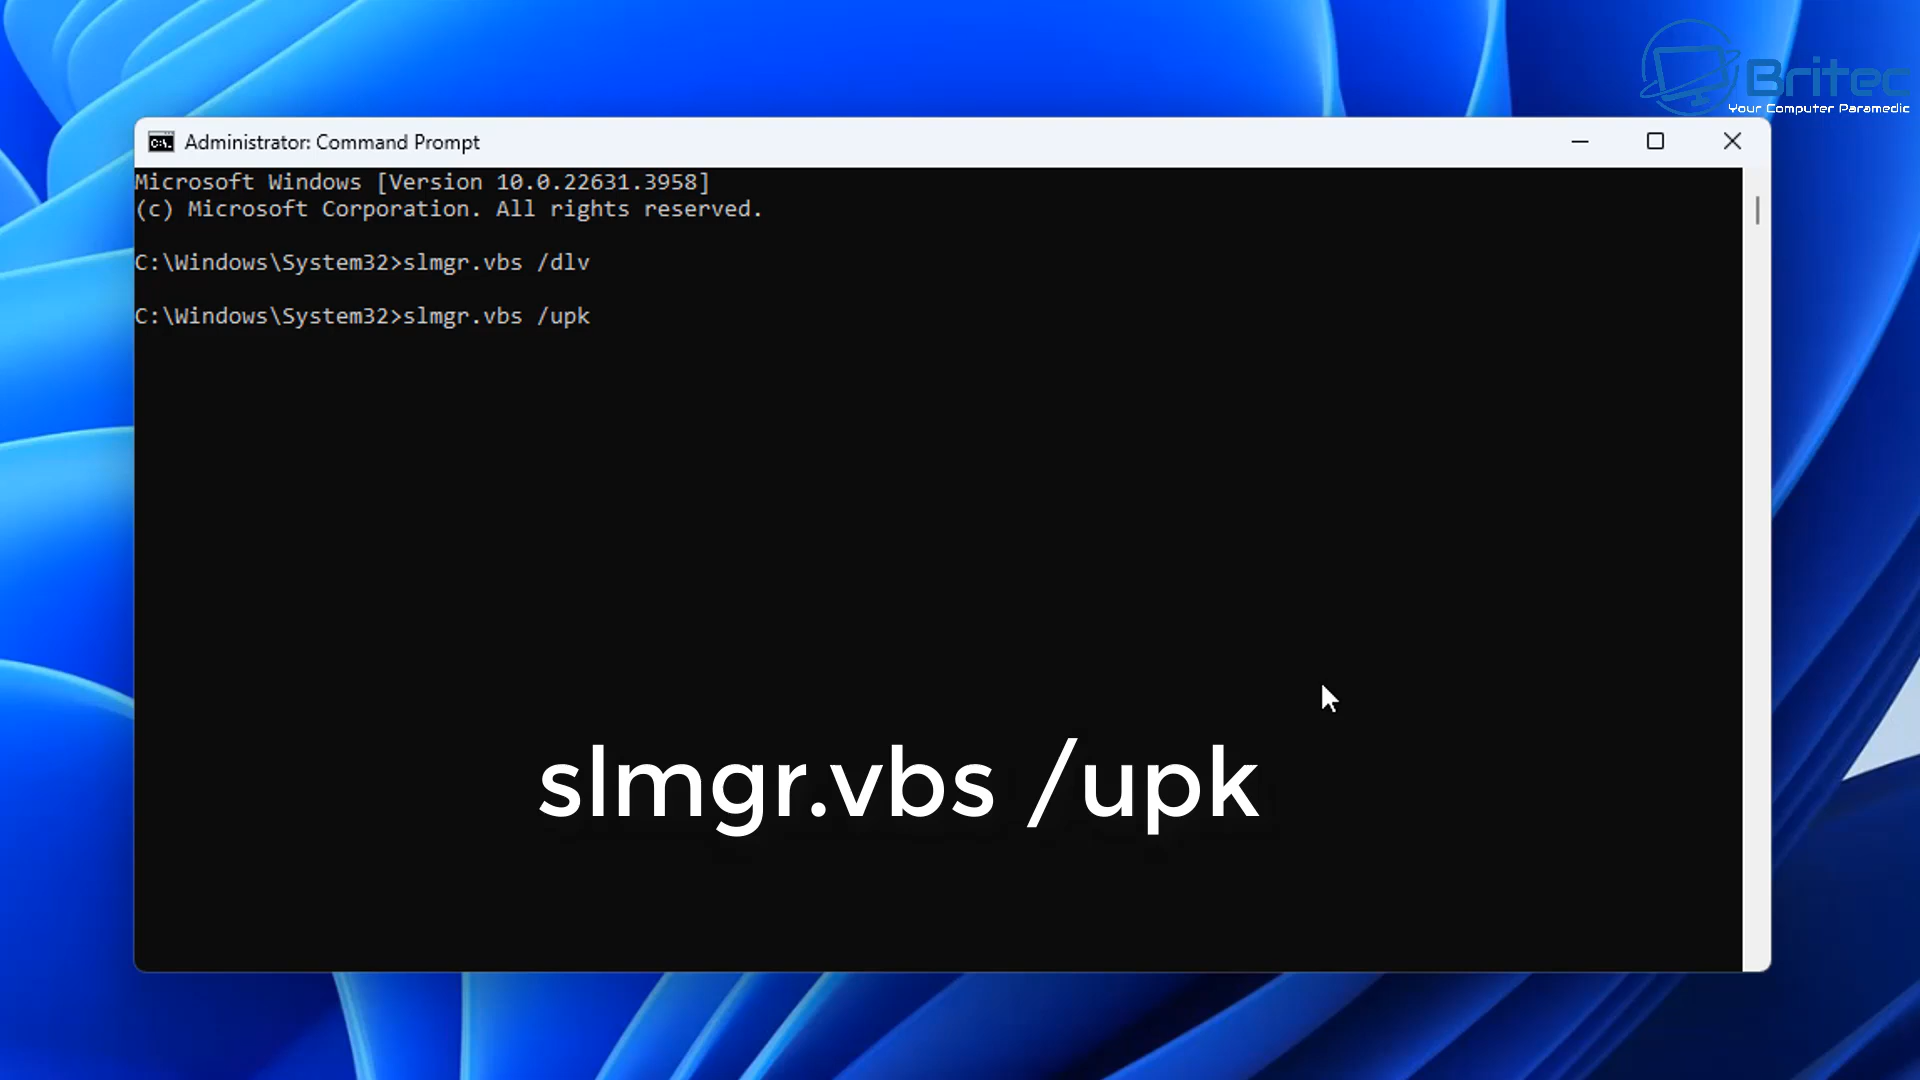 Britec
Your Computer Paramedic
Administrator: Command Prompt
Microsoft Windows [Version 10.0.22631.3958]
(c) Microsoft Corporation. All rights reserved.
C:\Windows\System32>slmgr.vbs /dlv
C:\Windows\System32>slmgr.vbs /upk
slmgr.vbs /upk